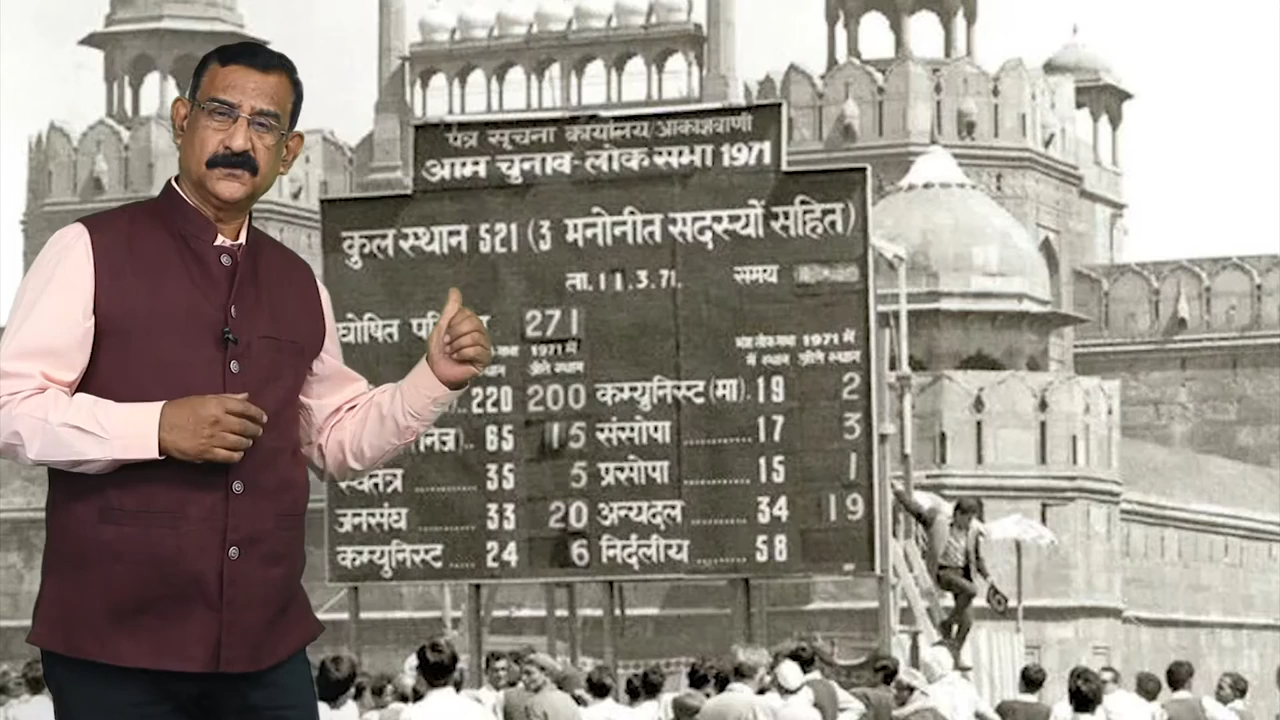 पत्र सूचना कार्यालय/आकाशवाणी
आम चुनाव-लोकसभा 1971
कुल स्थान 521 (3 मनोनीत सदस्यों सहित)
ता. 11.3.71. समय
घोषित 271
1971 में 1971 में
स्थान जीते स्थान में स्थान जीते स्थान
220 200 कम्युनिस्ट (मा). 19 2
65 15 संसोपा ........... 17 3
स्वतंत्र ......... 35 5 प्रसोपा ........... 15 1
जनसंघ ........ 33 20 अन्यदल ........ 34 19
कम्युनिस्ट .... 24 6 निर्दलीय ....... 58